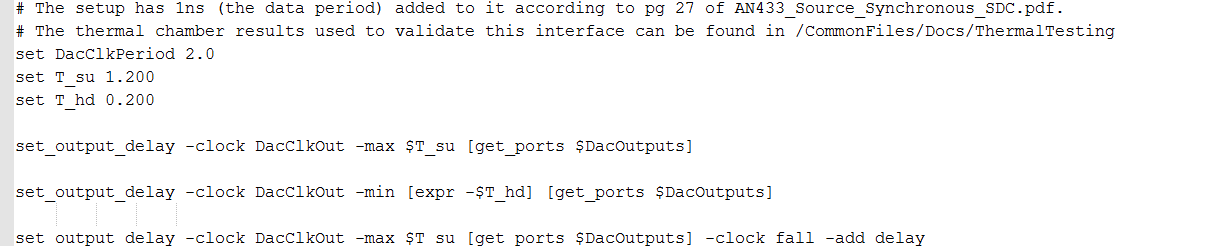 # The setup has 1ns (the data period) added to it according to pg 27 of AN433_Source_Synchronous_SDC.pdf.
# The thermal chamber results used to validate this interface can be found in /CommonFiles/Docs/ThermalTesting
set DacClkPeriod 2.0
set T_su 1.200
set T_hd 0.200
set_output_delay -clock DacClkOut -max $T_su [get_ports $DacOutputs]
set_output_delay -clock DacClkOut -min [expr -$T_hd] [get_ports $DacOutputs]
set_output_delay -clock DacClkOut -max $T_su [get_ports $DacOutputs] -clock_fall -add_delay